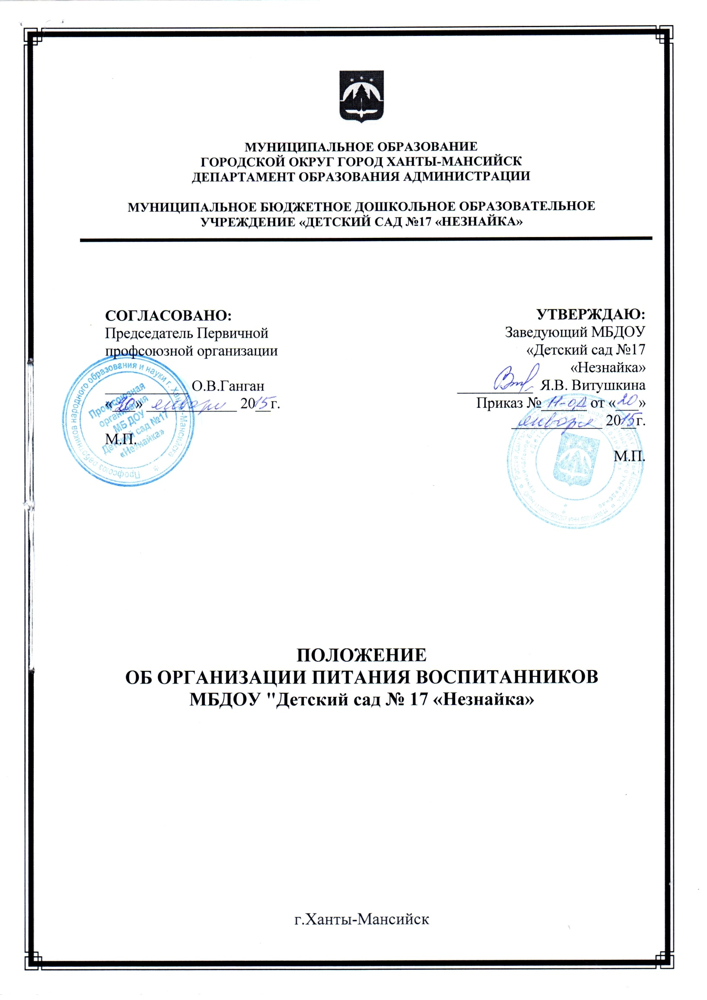 МУНИЦИПАЛЬНОЕ ОБРАЗОВАНИЕ
ГОРОДСКОЙ ОКРУГ ГОРОД ХАНТЫ-МАНСИЙСК
ДЕПАРТАМЕНТ ОБРАЗОВАНИЯ АДМИНИСТРАЦИИ
МУНИЦИПАЛЬНОЕ БЮДЖЕТНОЕ ДОШКОЛЬНОЕ ОБРАЗОВАТЕЛЬНОЕ
УЧРЕЖДЕНИЕ «ДЕТСКИЙ САД №17 «НЕЗНАЙКА»
СОГЛАСОВАНО:
Председатель Первичной
профсоюзной организации
___________ О.В.Ганган
«20» января 2015г.
М.П.
Профсоюз работников народного образования и науки г. Ханты-Мансийска
Профсоюзная
организация
МБ ДОУ
Детский сад №17
«Незнайка»
УТВЕРЖДАЮ:
Заведующий МБДОУ
«Детский сад №17
«Незнайка»
__________ Я.В. Витушкина
Приказ № 11-од от «20»
января 2015г.
М.П.
ПОЛОЖЕНИЕ
ОБ ОРГАНИЗАЦИИ ПИТАНИЯ ВОСПИТАННИКОВ
МБДОУ "Детский сад № 17 «Незнайка»
г.Ханты-Мансийск